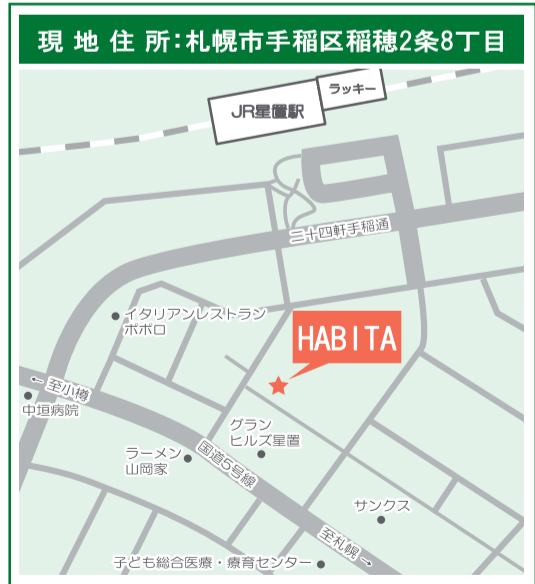 現地住所:札幌市手稲区稲穂2条8丁目
ラッキー
JR星置駅
二十四軒手稲通
イタリアンレストラン
ポポロ
HABITA
← 至小樽
中垣病院
グラン
ヒルズ星置
ラーメン
山岡家
国道5号線
サンクス
至札幌 →
子ども総合医療・療育センター